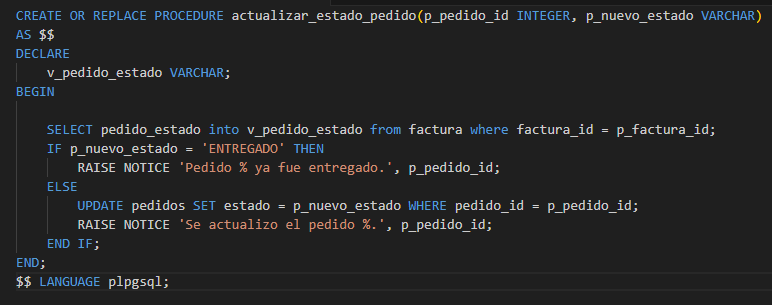 CREATE OR REPLACE PROCEDURE actualizar_estado_pedido(p_pedido_id INTEGER, p_nuevo_estado VARCHAR)
AS $$
DECLARE
    v_pedido_estado VARCHAR;
BEGIN

    SELECT pedido_estado into v_pedido_estado from factura where factura_id = p_factura_id;
    IF p_nuevo_estado = 'ENTREGADO' THEN
        RAISE NOTICE 'Pedido % ya fue entregado.', p_pedido_id;
    ELSE
        UPDATE pedidos SET estado = p_nuevo_estado WHERE pedido_id = p_pedido_id;
        RAISE NOTICE 'Se actualizo el pedido %.', p_pedido_id;
    END IF;
END;
$$ LANGUAGE plpgsql;